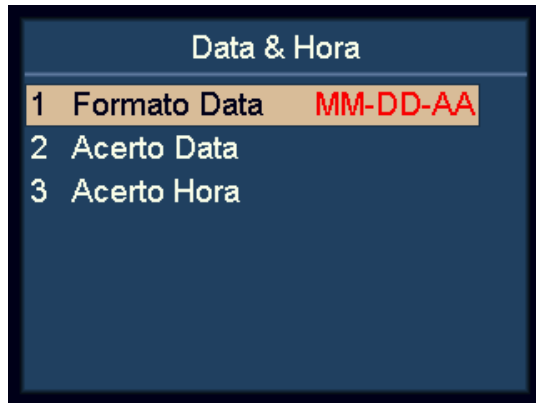 Data & Hora
1 Formato Data MM-DD-AA
2 Acerto Data
3 Acerto Hora